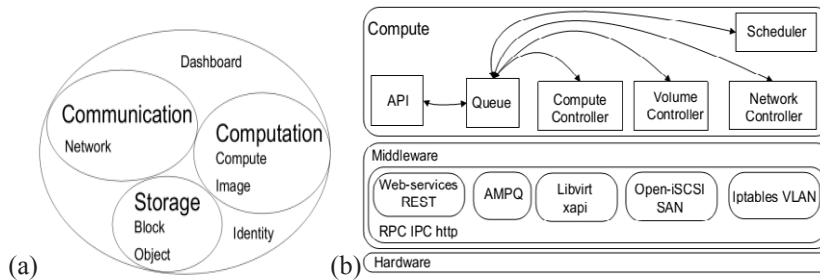 Dashboard
Communication
Network
Computation
Compute
Image
Storage
Block
Object
Identity
(a)
Compute
Scheduler
API
Queue
Compute
Controller
Volume
Controller
Network
Controller
Middleware
Web-services
REST
AMPQ
Libvirt
xapi
Open-iSCSI
SAN
Iptables VLAN
RPC IPC http
Hardware
(b)